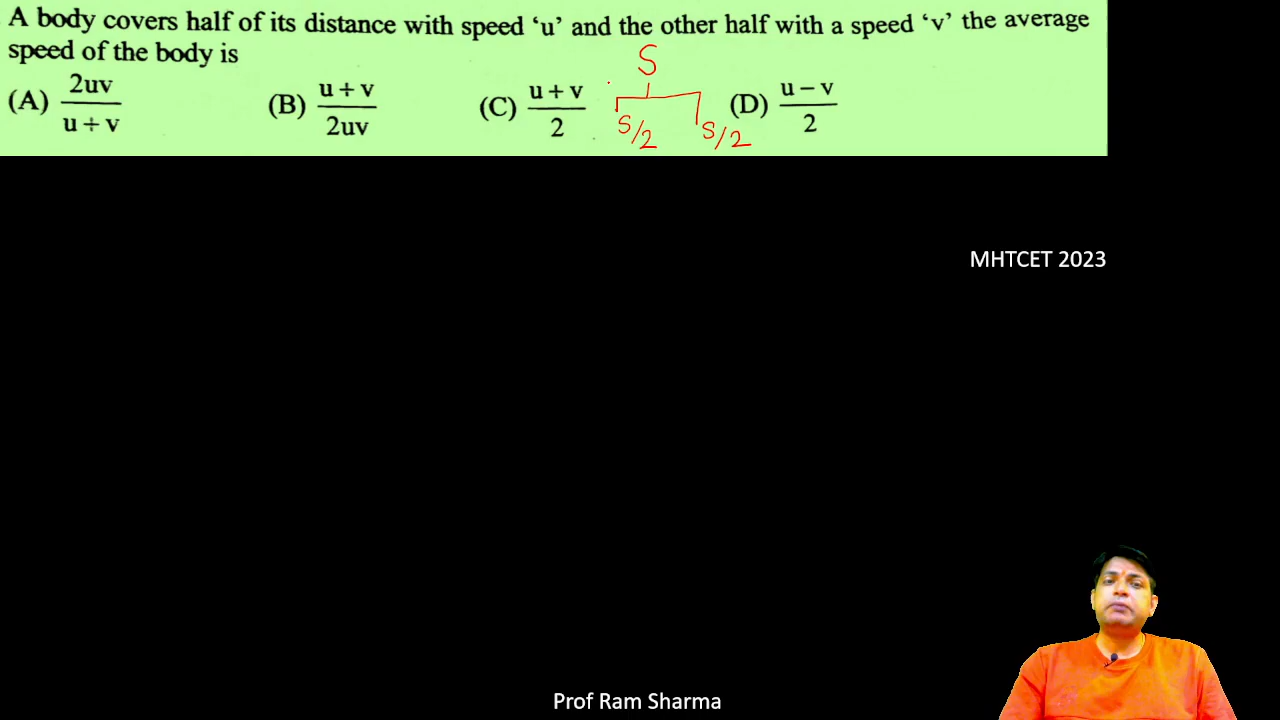 A body covers half of its distance with speed ‘u’ and the other half with a speed ‘v’ the average
speed of the body is
(A) 2uv/u + v (B) u + v/2uv (C) u + v/2 (D) u − v/2
S
S/2 S/2
MHTCET 2023
Prof Ram Sharma